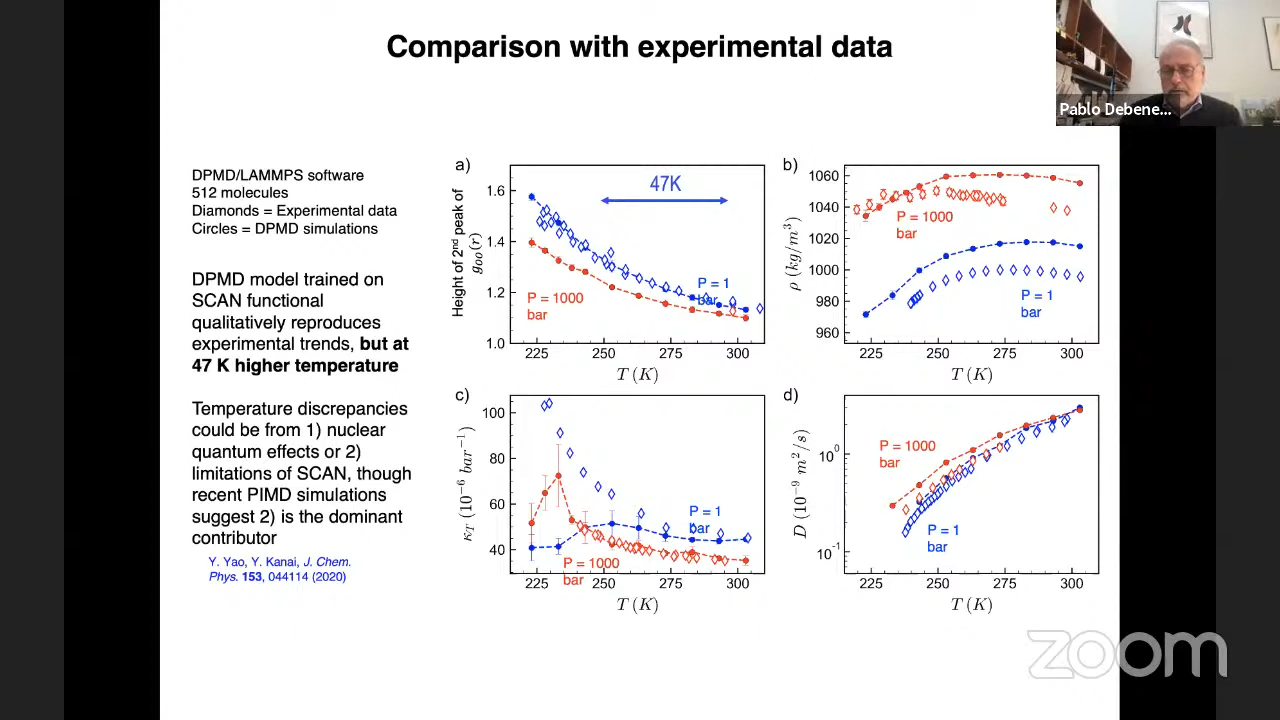 Comparison with experimental data
Pablo Debene...
DPMD/LAMMPS software
512 molecules
Diamonds = Experimental data
Circles = DPMD simulations
DPMD model trained on
SCAN functional
qualitatively reproduces
experimental trends, but at
47 K higher temperature
Temperature discrepancies
could be from 1) nuclear
quantum effects or 2)
limitations of SCAN, though
recent PIMD simulations
suggest 2) is the dominant
contributor
Y. Yao, Y. Kanai, J. Chem.
Phys. 153, 044114 (2020)
a)
Height of 2nd peak of
goo(r)
1.6
1.4
1.2
1.0
47K
P = 1
bar
P = 1000
bar
225
250
275
300
T (K)
b)
ρ (kg/m³)
1060
1040
1020
1000
980
960
P = 1000
bar
P = 1
bar
225
250
275
300
T (K)
c)
κT (10⁻⁶ bar⁻¹)
100
80
60
40
P = 1
bar
P = 1000
bar
225
250
275
300
T (K)
d)
D (10⁻⁹ m²/s)
10⁰
10⁻¹
P = 1000
bar
P = 1
bar
225
250
275
300
T (K)
zoom